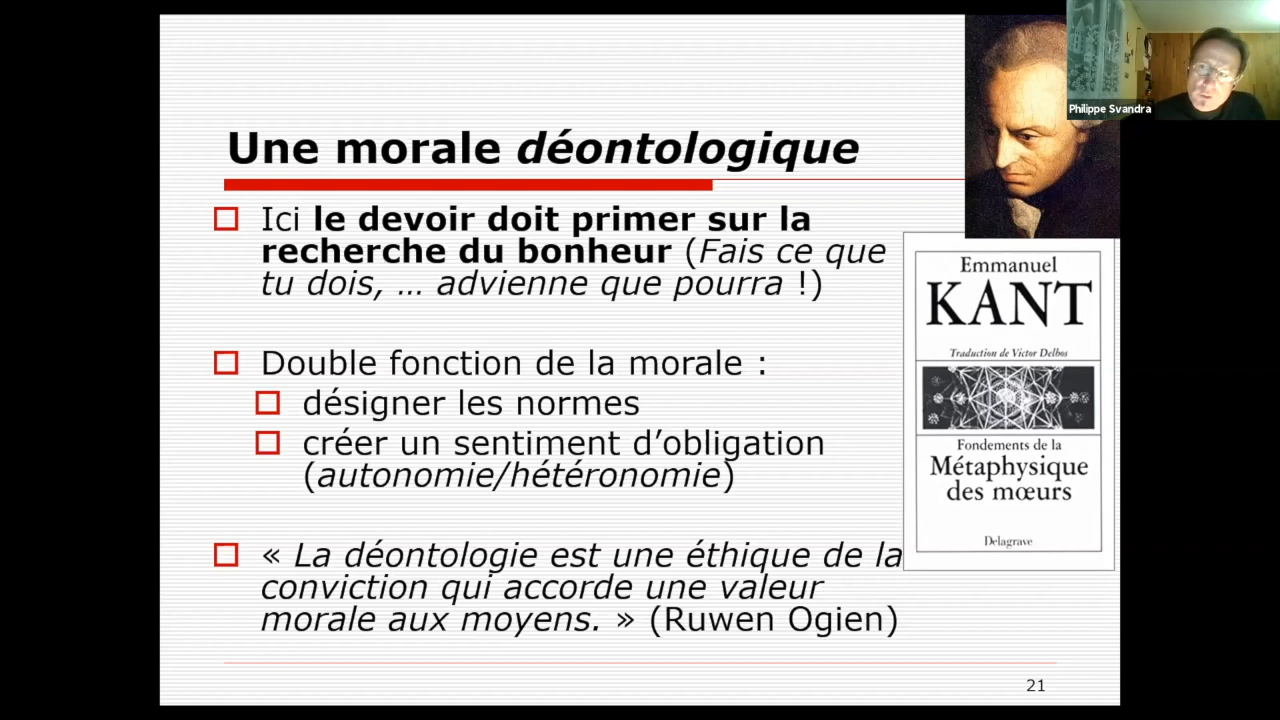 Philippe Svandra
Une morale déontologique
Ici le devoir doit primer sur la
recherche du bonheur (Fais ce que
tu dois, … advienne que pourra !)
Double fonction de la morale :
désigner les normes
créer un sentiment d’obligation
(autonomie/hétéronomie)
« La déontologie est une éthique de la
conviction qui accorde une valeur
morale aux moyens. » (Ruwen Ogien)
Emmanuel
KANT
Traduction de Victor Delbos
Fondements de la
Métaphysique
des mœurs
Delagrave
21